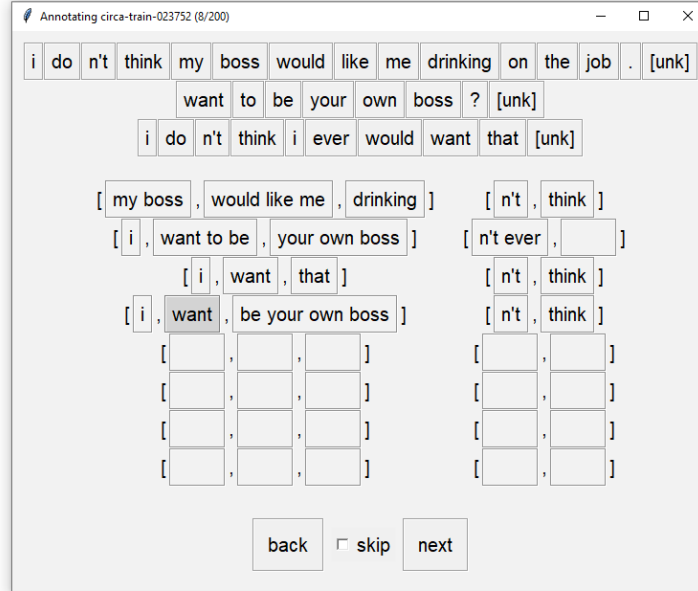 Annotating circa-train-023752 (8/200)
i do n't think my boss would like me drinking on the job . [unk]
want to be your own boss ? [unk]
i do n't think i ever would want that [unk]
[ my boss , would like me , drinking ] [ n't , think ]
[ i , want to be , your own boss ] [ n't ever , ]
[ i , want , that ] [ n't , think ]
[ i , want , be your own boss ] [ n't , think ]
[ , , ] [ , ]
[ , , ] [ , ]
[ , , ] [ , ]
[ , , ] [ , ]
back skip next